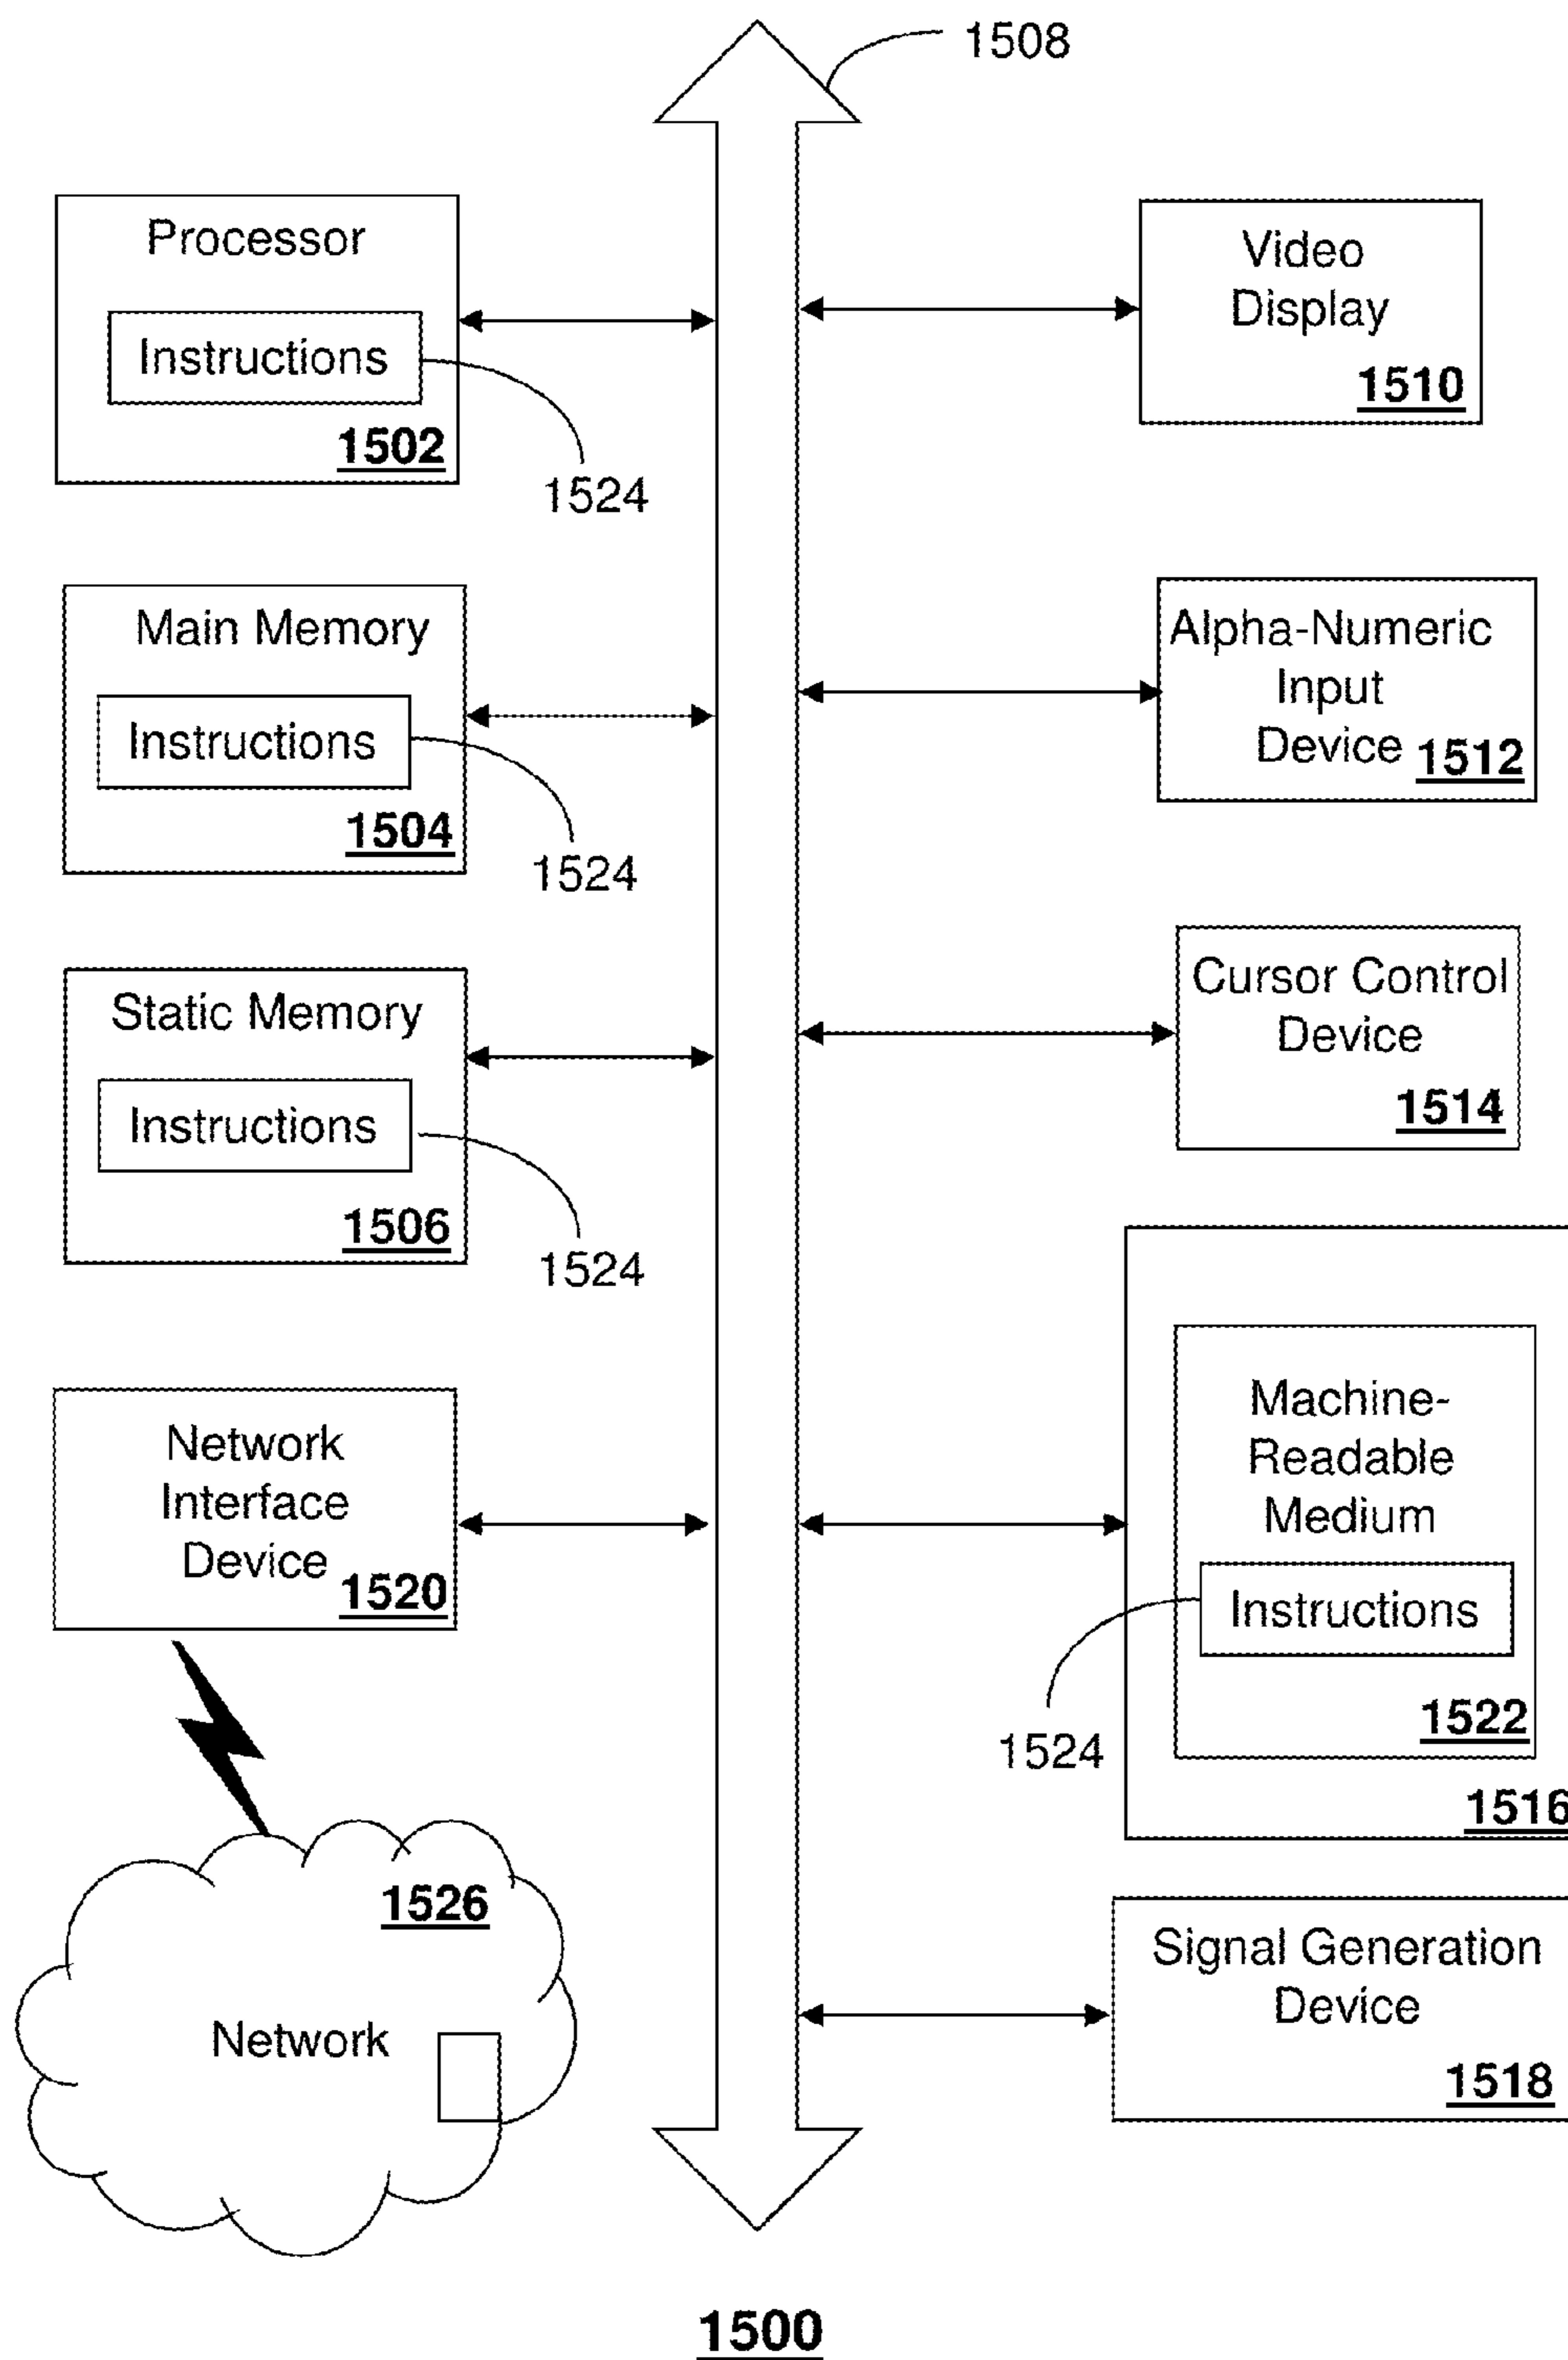 1508
Processor
Instructions
1502
1524
Video
Display
1510
Main Memory
Instructions
1504
1524
Alpha-Numeric
Input
Device 1512
Static Memory
Instructions
1506
1524
Cursor Control
Device
1514
Network
Interface
Device
1520
Machine-
Readable
Medium
Instructions
1522
1524
1516
1526
Network
Signal Generation
Device
1518
1500